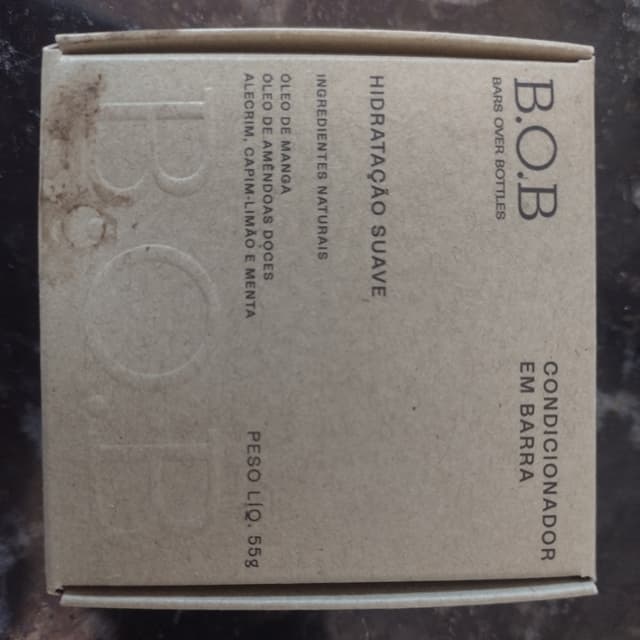 B.O.B
BARS OVER BOTTLES
CONDICIONADOR
EM BARRA
HIDRATAÇÃO SUAVE
INGREDIENTES NATURAIS
ÓLEO DE MANGA
ÓLEO DE AMÊNDOAS DOCES
ALECRIM, CAPIM-LIMÃO E MENTA
PESO LIQ. 55g
B.O.B